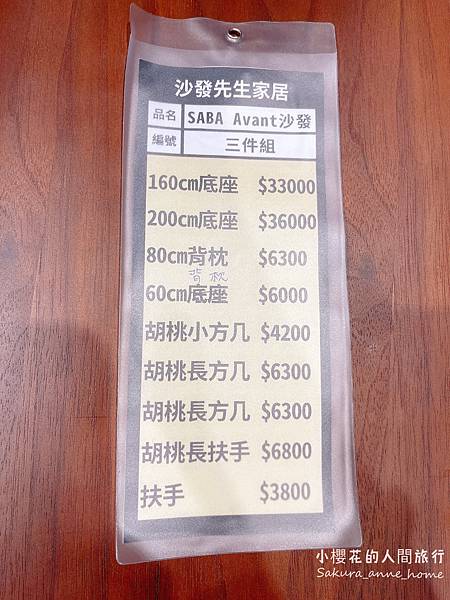 沙發先生家居
品名 SABA Avant沙發
編號 三件組
160cm底座 $33000
200cm底座 $36000
80cm背枕 $6300
背枕
60cm底座 $6000
胡桃小方几 $4200
胡桃長方几 $6300
胡桃長方几 $6300
胡桃長扶手 $6800
扶手 $3800
小櫻花的人間旅行
Sakura_anne_home